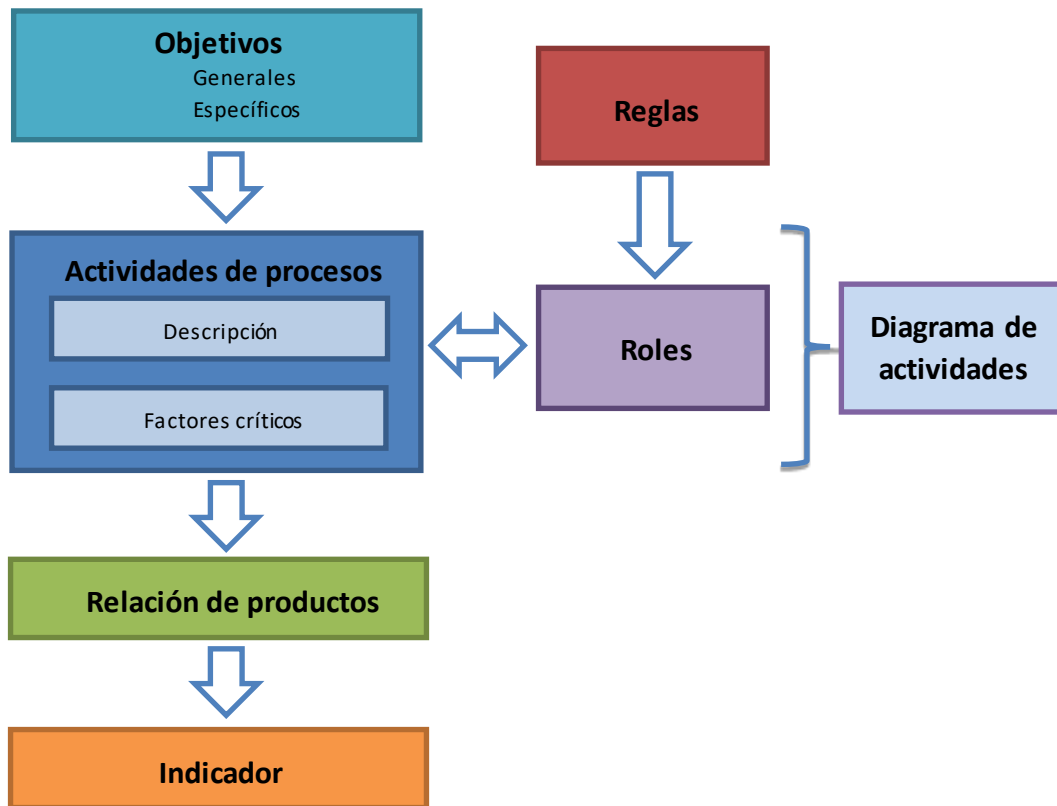 Objetivos
Generales
Específicos
Reglas
Actividades de procesos
Descripción
Factores críticos
Roles
Diagrama de
actividades
Relación de productos
Indicador